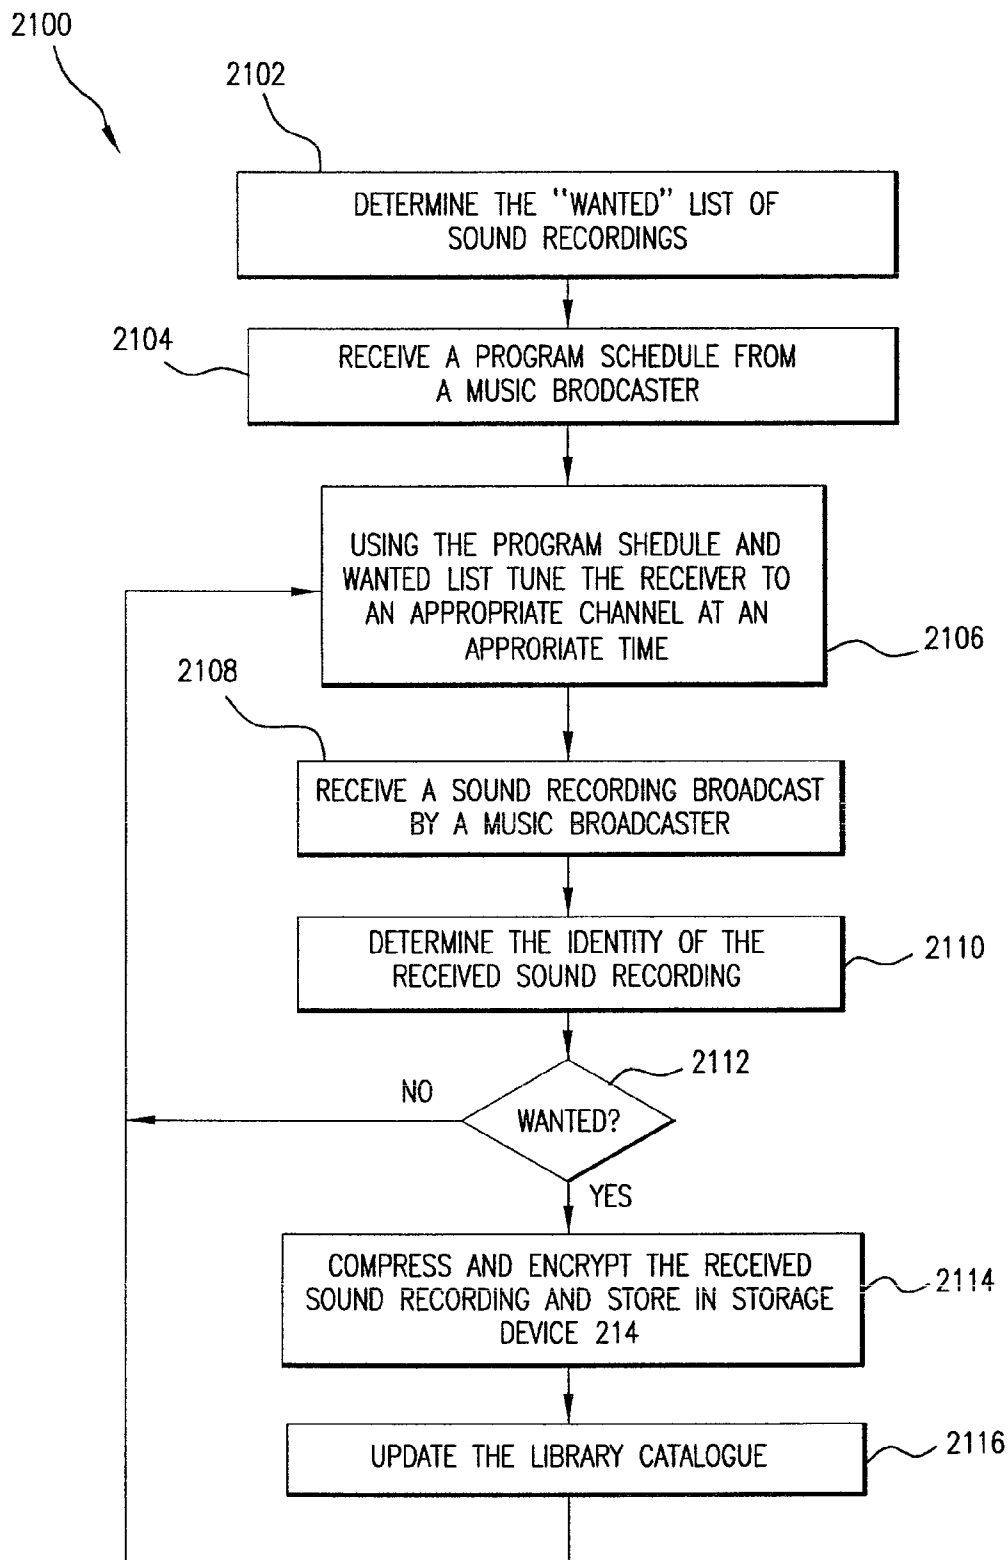 2100
2102
DETERMINE THE "WANTED" LIST OF
SOUND RECORDINGS
2104
RECEIVE A PROGRAM SCHEDULE FROM
A MUSIC BRODCASTER
USING THE PROGRAM SHEDULE AND
WANTED LIST TUNE THE RECEIVER TO
AN APPROPRIATE CHANNEL AT AN
APPRORIATE TIME
2106
2108
RECEIVE A SOUND RECORDING BROADCAST
BY A MUSIC BROADCASTER
DETERMINE THE IDENTITY OF THE
RECEIVED SOUND RECORDING
2110
2112
NO
WANTED?
YES
COMPRESS AND ENCRYPT THE RECEIVED
SOUND RECORDING AND STORE IN STORAGE
DEVICE 214
2114
UPDATE THE LIBRARY CATALOGUE
2116